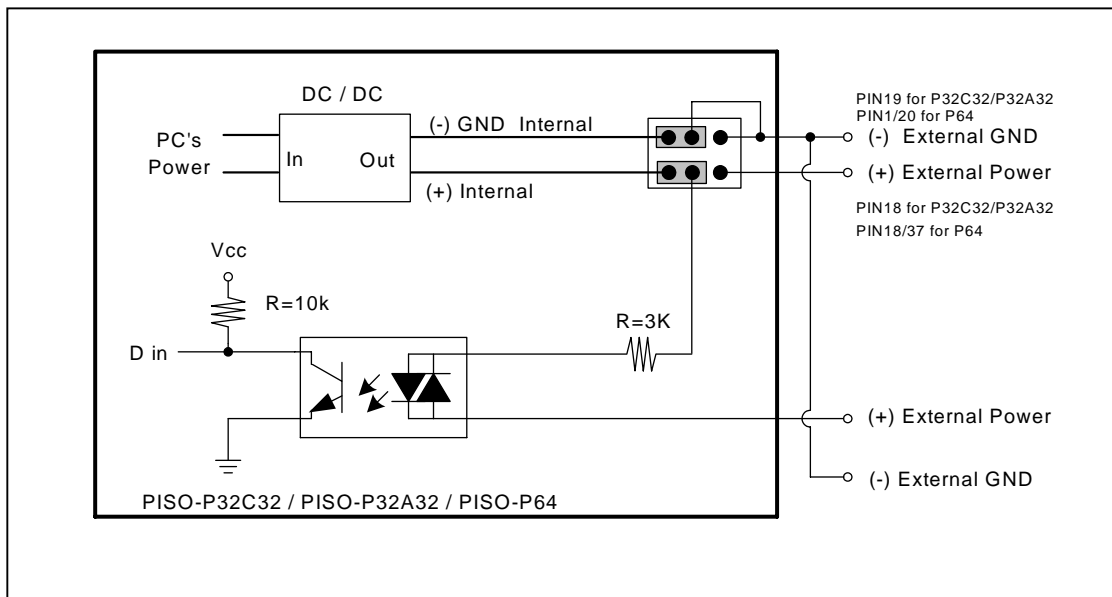 DC / DC
PC's
Power
In
Out
(-) GND Internal
(+) Internal
PIN19 for P32C32/P32A32
PIN1/20 for P64
(-) External GND
(+) External Power
PIN18 for P32C32/P32A32
PIN18/37 for P64
Vcc
R=10k
D in
R=3K
(+) External Power
(-) External GND
PISO-P32C32 / PISO-P32A32 / PISO-P64